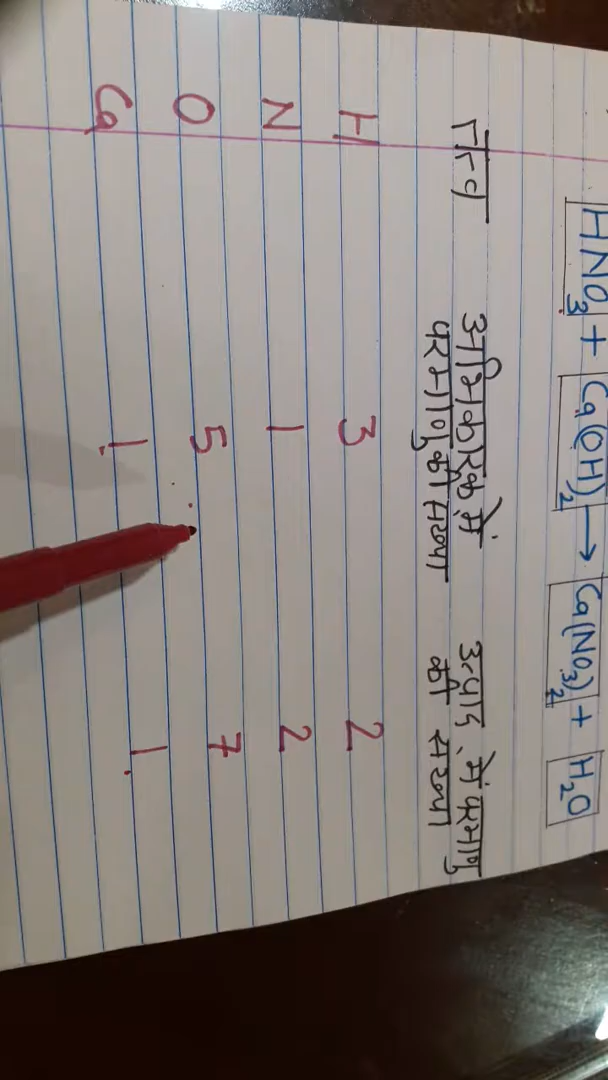 HNO₃ + Ca(OH)₂ → Ca(NO₃)₂ + H₂O
तत्व अभिकारक में परमाणु की संख्या उत्पाद में परमाणु की संख्या
H 3 2
N 1 2
O 5 7
Ca 1 1